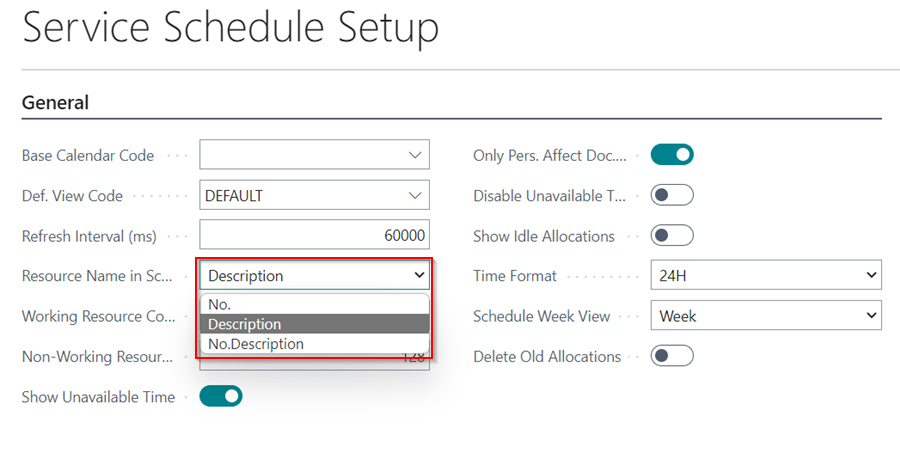 Service Schedule Setup
General
Base Calendar Code
Only Pers. Affect Doc....
Def. View Code DEFAULT
Disable Unavailable T...
Refresh Interval (ms) 60000
Show Idle Allocations
Resource Name in Sc... Description
Time Format 24H
No.
Working Resource Co... Description
Schedule Week View Week
No.Description
Non-Working Resour... 128
Delete Old Allocations
Show Unavailable Time